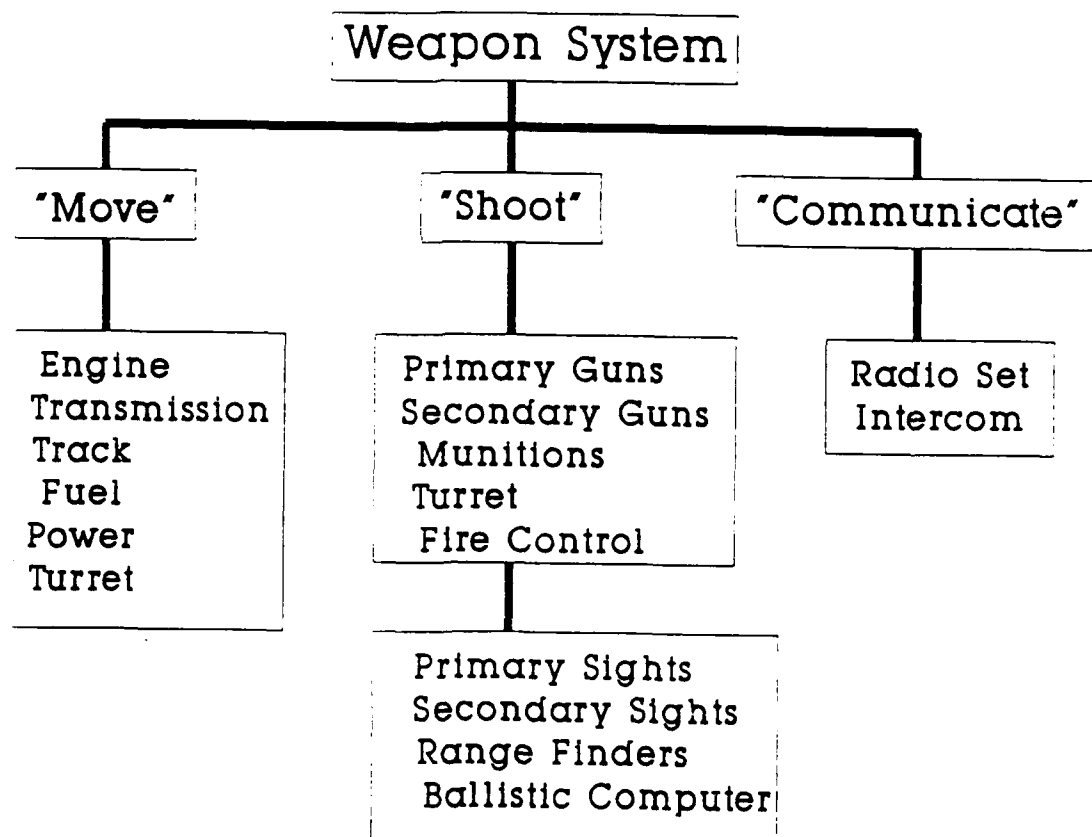 Weapon System
"Move"
"Shoot"
"Communicate"
Engine
Transmission
Track
Fuel
Power
Turret
Primary Guns
Secondary Guns
Munitions
Turret
Fire Control
Radio Set
Intercom
Primary Sights
Secondary Sights
Range Finders
Ballistic Computer